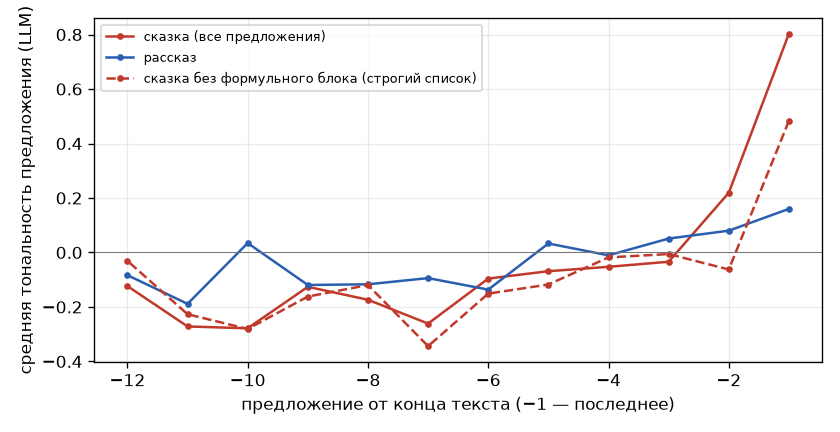 сказка (все предложения)
рассказ
сказка без формульного блока (строгий список)
средняя тональность предложения (LLM)
0.8
0.6
0.4
0.2
0.0
−0.2
−0.4
−12 −10 −8 −6 −4 −2
предложение от конца текста (−1 — последнее)